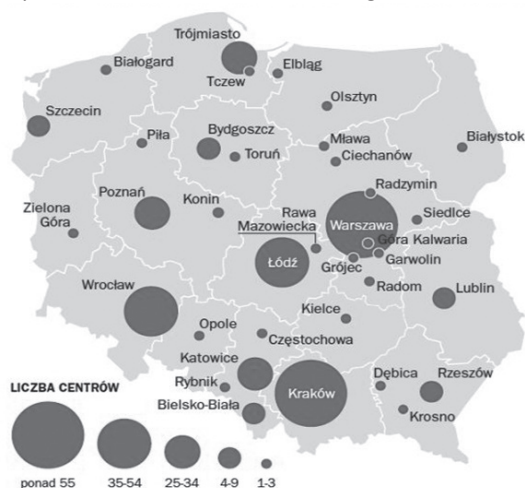 Trójmiasto
Białogard
Elbląg
Tczew
Olsztyn
Szczecin
Piła
Bydgoszcz
Mława
Białystok
Toruń
Ciechanów
Radzymin
Poznań
Konin
Zielona
Góra
Rawa
Mazowiecka
Warszawa
Siedlce
Góra Kalwaria
Łódź
Grójec
Garwolin
Wrocław
Radom
Lublin
Kielce
Opole
Częstochowa
Katowice
Rybnik
Kraków
Dębica
Rzeszów
Bielsko-Biała
Krosno
LICZBA CENTRÓW
ponad 55
35-54
25-34
4-9
1-3